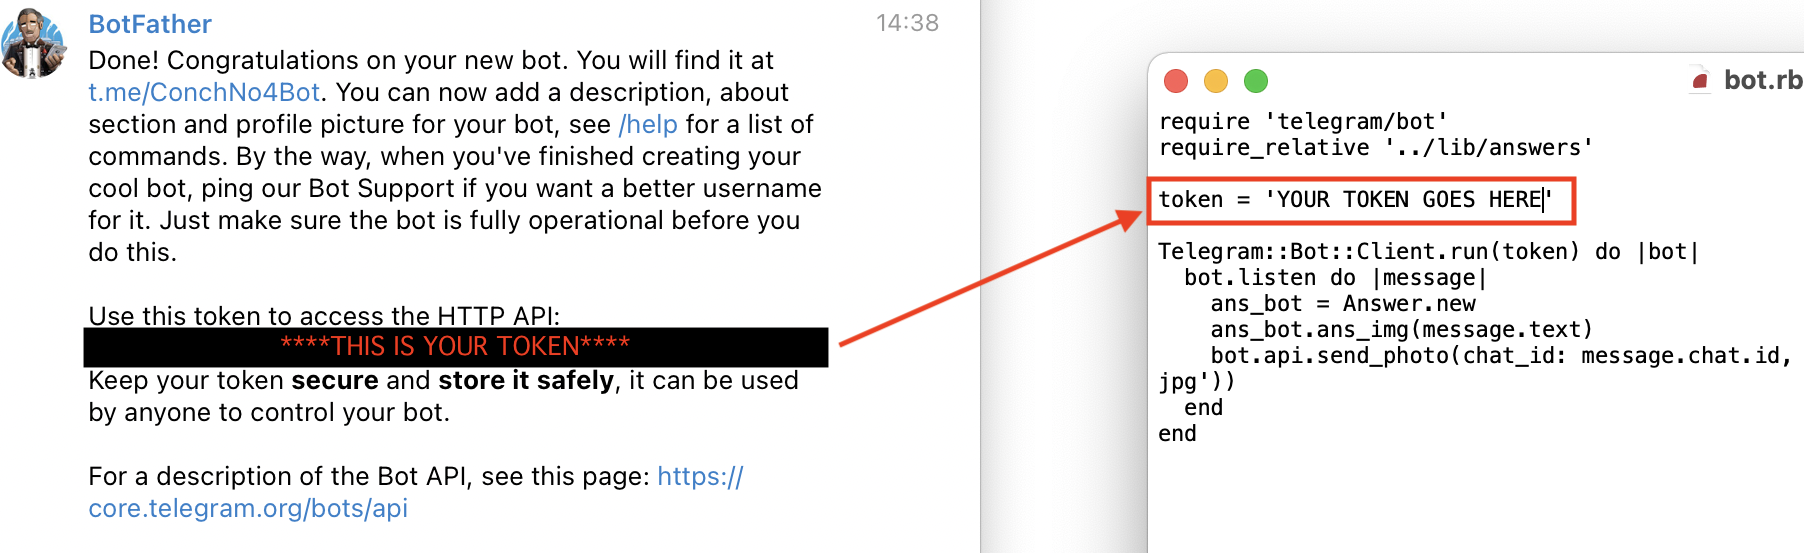 BotFather
14:38
Done! Congratulations on your new bot. You will find it at
t.me/ConchNo4Bot. You can now add a description, about
section and profile picture for your bot, see /help for a list of
commands. By the way, when you've finished creating your
cool bot, ping our Bot Support if you want a better username
for it. Just make sure the bot is fully operational before you
do this.
Use this token to access the HTTP API:
****THIS IS YOUR TOKEN****
Keep your token secure and store it safely, it can be used
by anyone to control your bot.
For a description of the Bot API, see this page: https://
core.telegram.org/bots/api
bot.rb
require 'telegram/bot'
require_relative '../lib/answers'
token = 'YOUR TOKEN GOES HERE'
Telegram::Bot::Client.run(token) do |bot|
  bot.listen do |message|
    ans_bot = Answer.new
    ans_bot.ans_img(message.text)
    bot.api.send_photo(chat_id: message.chat.id,
jpg'))
  end
end